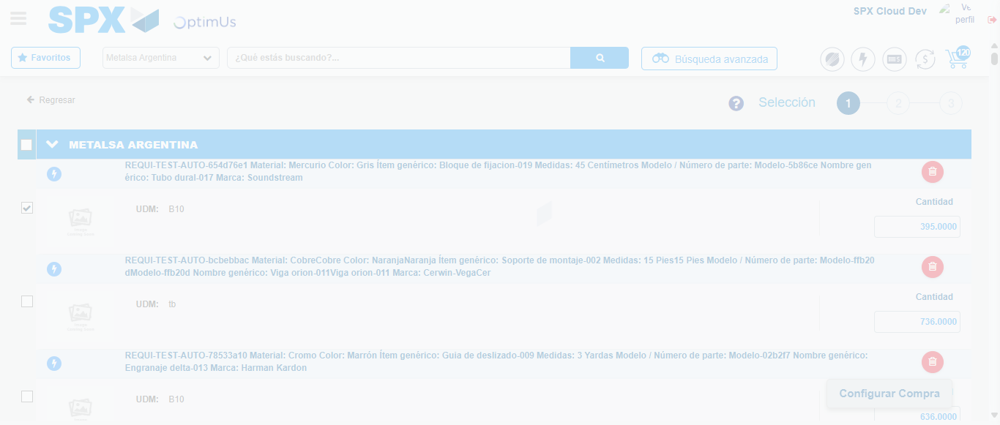 SPX
OptimUs
SPX Cloud Dev
Ve
perfil
Favoritos
Metalsa Argentina
¿Qué estás buscando?...
Búsqueda avanzada
120
Regresar
? Selección 1 2 3
METALSA ARGENTINA
REQUI-TEST-AUTO-654d76e1 Material: Mercurio Color: Gris Ítem genérico: Bloque de fijacion-019 Medidas: 45 Centímetros Modelo / Número de parte: Modelo-5b86ce Nombre gen
érico: Tubo dural-017 Marca: Soundstream
UDM: B10
Cantidad
395.0000
REQUI-TEST-AUTO-bcbebbac Material: CobreCobre Color: NaranjaNaranja Ítem genérico: Soporte de montaje-002 Medidas: 15 Pies15 Pies Modelo / Número de parte: Modelo-ffb20
dModelo-ffb20d Nombre genérico: Viga orion-011Viga orion-011 Marca: Cerwin-VegaCer
UDM: tb
Cantidad
736.0000
REQUI-TEST-AUTO-78533a10 Material: Cromo Color: Marrón Ítem genérico: Guia de deslizado-009 Medidas: 3 Yardas Modelo / Número de parte: Modelo-02b2f7 Nombre genérico:
Engranaje delta-013 Marca: Harman Kardon
UDM: B10
Configurar Compra
636.0000